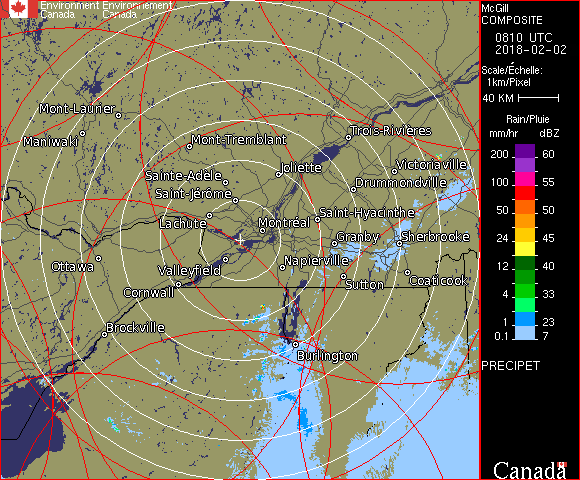 Environment Environnement
Canada Canada
McGill
COMPOSITE
0810 UTC
2018-02-02
Scale/Échelle:
1km/Pixel
40 KM
Rain/Pluie
mm/hr dBZ
200 60
100 55
50 50
24 45
12 40
4 33
1 23
0.1 7
PRECIPET
Canada
Mont-Laurier
Maniwaki
Mont-Tremblant
Trois-Rivières
Joliette
Victoriaville
Sainte-Adèle
Drummondville
Saint-Jérôme
Lachute
Saint-Hyacinthe
Montréal
Granby
Sherbrooke
Ottawa
Valleyfield
Napierville
Cornwall
Sutton
Coaticook
Brockville
Burlington